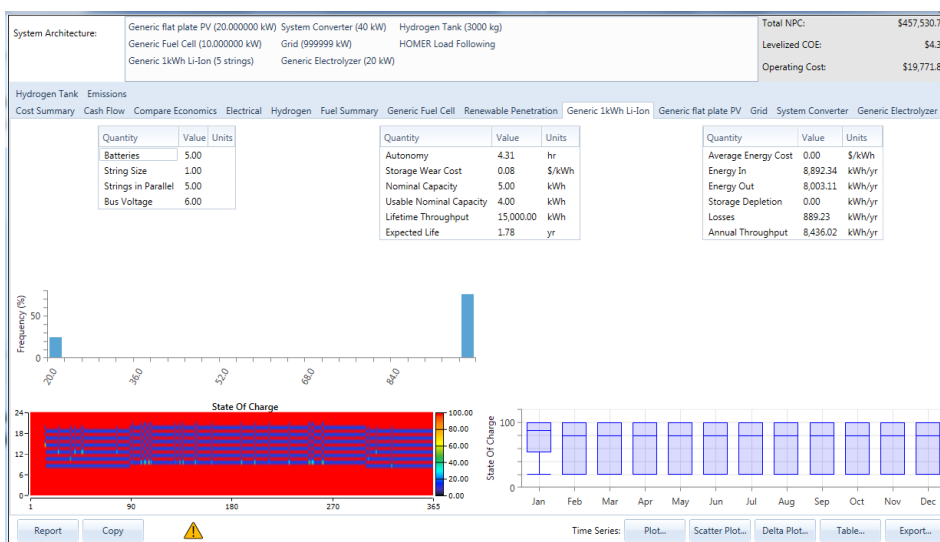 System Architecture:
Generic flat plate PV (20.000000 kW) System Converter (40 kW) Hydrogen Tank (3000 kg)
Generic Fuel Cell (10.000000 kW) Grid (999999 kW) HOMER Load Following
Generic 1kWh Li-Ion (5 strings) Generic Electrolyzer (20 kW)
Total NPC: $457,530.7
Levelized COE: $4.3
Operating Cost: $19,771.8
Hydrogen Tank Emissions
Cost Summary Cash Flow Compare Economics Electrical Hydrogen Fuel Summary Generic Fuel Cell Renewable Penetration Generic 1kWh Li-Ion Generic flat plate PV Grid System Converter Generic Electrolyzer
Quantity Value Units
Batteries 5.00
String Size 1.00
Strings in Parallel 5.00
Bus Voltage 6.00
Quantity Value Units
Autonomy 4.31 hr
Storage Wear Cost 0.08 $/kWh
Nominal Capacity 5.00 kWh
Usable Nominal Capacity 4.00 kWh
Lifetime Throughput 15,000.00 kWh
Expected Life 1.78 yr
Quantity Value Units
Average Energy Cost 0.00 $/kWh
Energy In 8,892.34 kWh/yr
Energy Out 8,003.11 kWh/yr
Storage Depletion 0.00 kWh/yr
Losses 889.23 kWh/yr
Annual Throughput 8,436.02 kWh/yr
Frequency (%)
50
0
20.0 36.0 52.0 68.0 84.0
State Of Charge
24
18
12
6
0
1 90 180 270 365
100.00
80.00
60.00
40.00
20.00
0.00
State Of Charge
100
0
Jan Feb Mar Apr May Jun Jul Aug Sep Oct Nov Dec
Report Copy Time Series: Plot... Scatter Plot... Delta Plot... Table... Export...